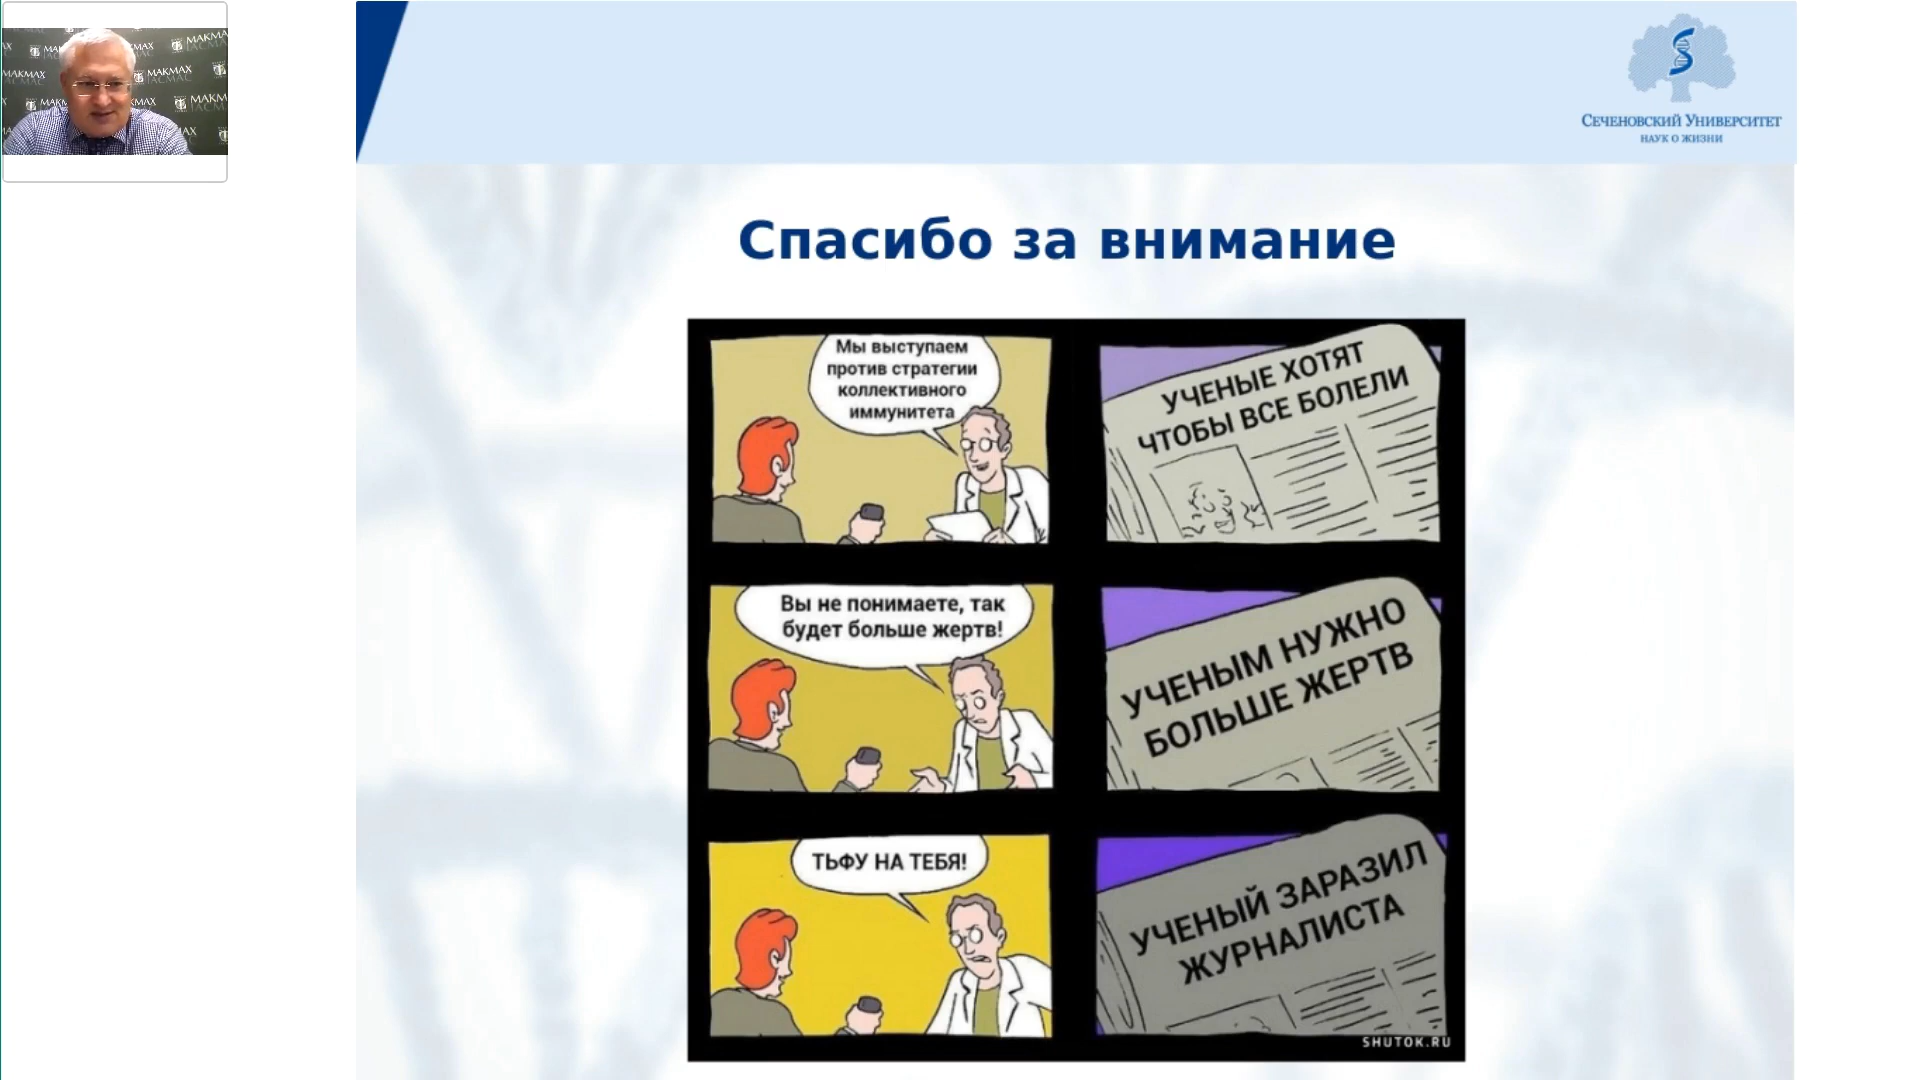 МАКМАХ
СЕЧЕНОВСКИЙ УНИВЕРСИТЕТ
НАУК О ЖИЗНИ
Спасибо за внимание
Мы выступаем
против стратегии
коллективного
иммунитета
УЧЕНЫЕ ХОТЯТ
ЧТОБЫ ВСЕ БОЛЕЛИ
Вы не понимаете, так
будет больше жертв!
УЧЕНЫМ НУЖНО
БОЛЬШЕ ЖЕРТВ
ТЬФУ НА ТЕБЯ!
УЧЕНЫЙ ЗАРАЗИЛ
ЖУРНАЛИСТА
SHUTOK.RU